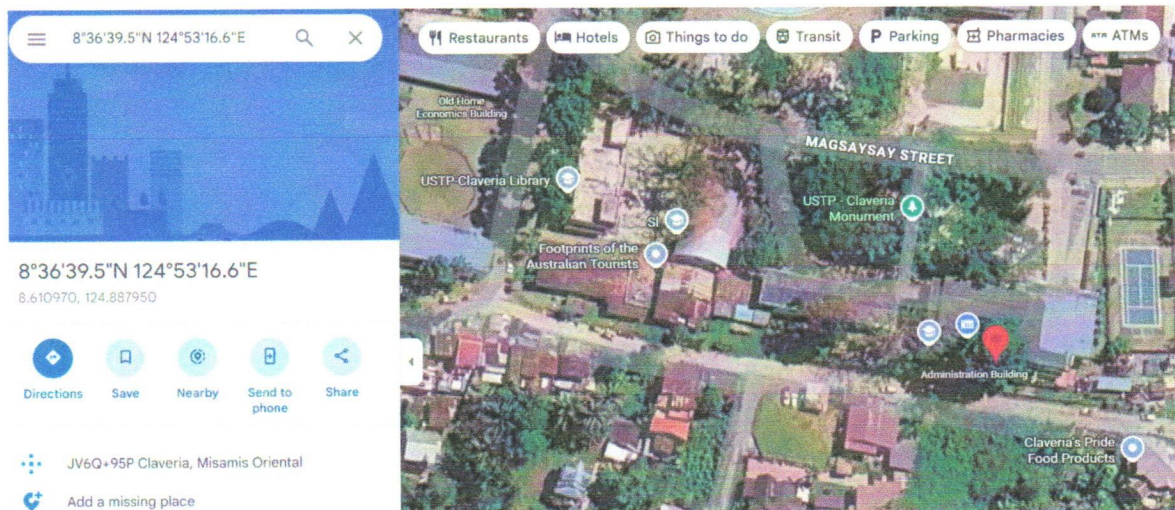 8°36'39.5"N 124°53'16.6"E
Restaurants
Hotels
Things to do
Transit
Parking
Pharmacies
ATMs
Old Home
Economics Building
MAGSAYSAY STREET
USTP-Claveria Library
USTP - Claveria
Monument
SI
Footprints of the
Australian Tourists
8°36'39.5"N 124°53'16.6"E
8.610970, 124.887950
Directions
Save
Nearby
Send to
phone
Share
Administration Building
Claveria's Pride
Food Products
JV6Q+95P Claveria, Misamis Oriental
Add a missing place